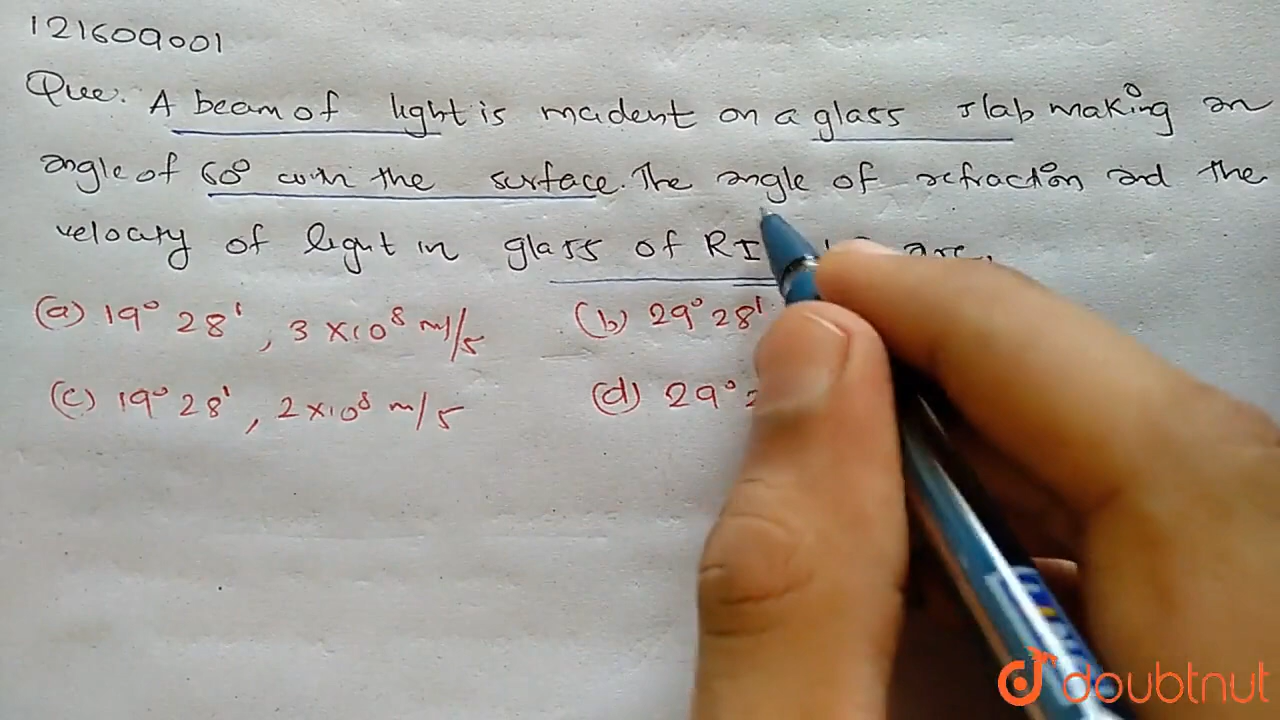 121609001
Que. A beam of light is incident on a glass slab making an
angle of 60° with the surface. The angle of refraction and the
velocity of light in glass of RI are,
(a) 19° 28' , 3 × 10⁸ m/s (b) 29° 28'
(c) 19° 28' , 2 × 10⁸ m/s (d) 29°
doubtnut